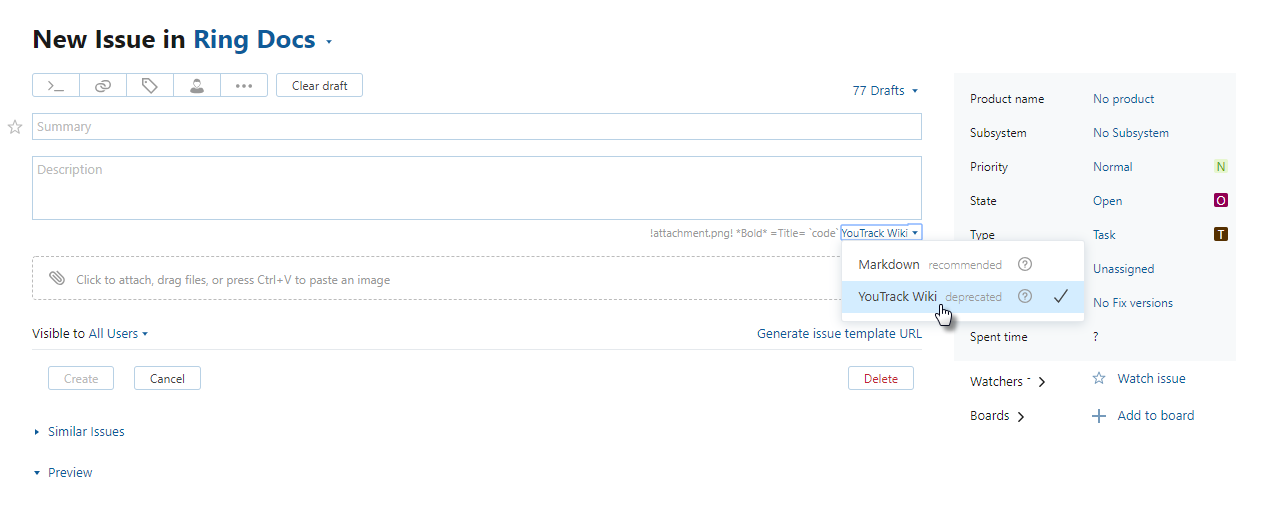 New Issue in Ring Docs
>_ Clear draft
77 Drafts
Summary
Description
!attachment.png! *Bold* =Title= `code` YouTrack Wiki
Markdown recommended ?
YouTrack Wiki deprecated ?
Click to attach, drag files, or press Ctrl+V to paste an image
Visible to All Users
Generate issue template URL
Create Cancel Delete
Similar Issues
Preview
Product name No product
Subsystem No Subsystem
Priority Normal N
State Open O
Type Task T
Unassigned
No Fix versions
Spent time ?
Watchers - Watch issue
Boards Add to board